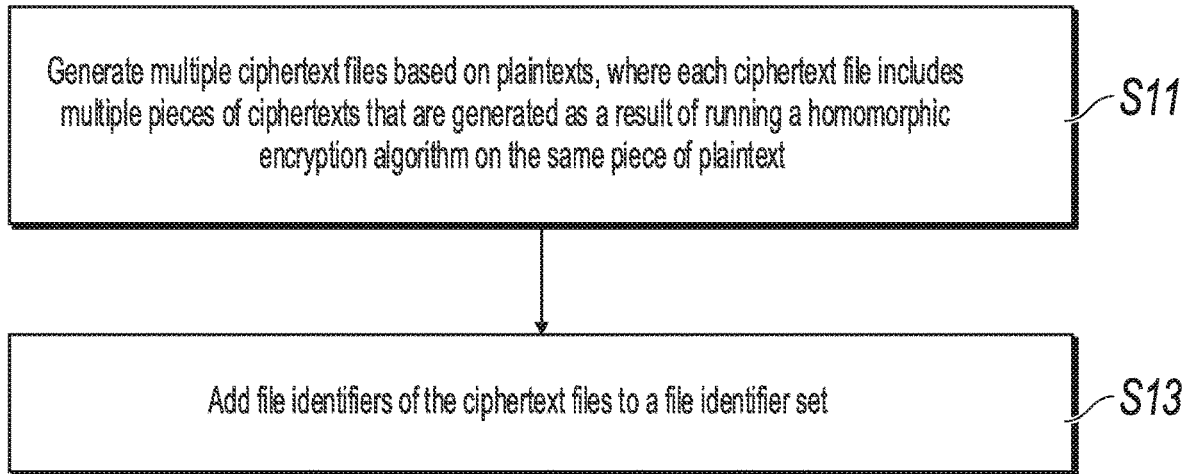 Generate multiple ciphertext files based on plaintexts, where each ciphertext file includes
multiple pieces of ciphertexts that are generated as a result of running a homomorphic
encryption algorithm on the same piece of plaintext
S11
Add file identifiers of the ciphertext files to a file identifier set
S13